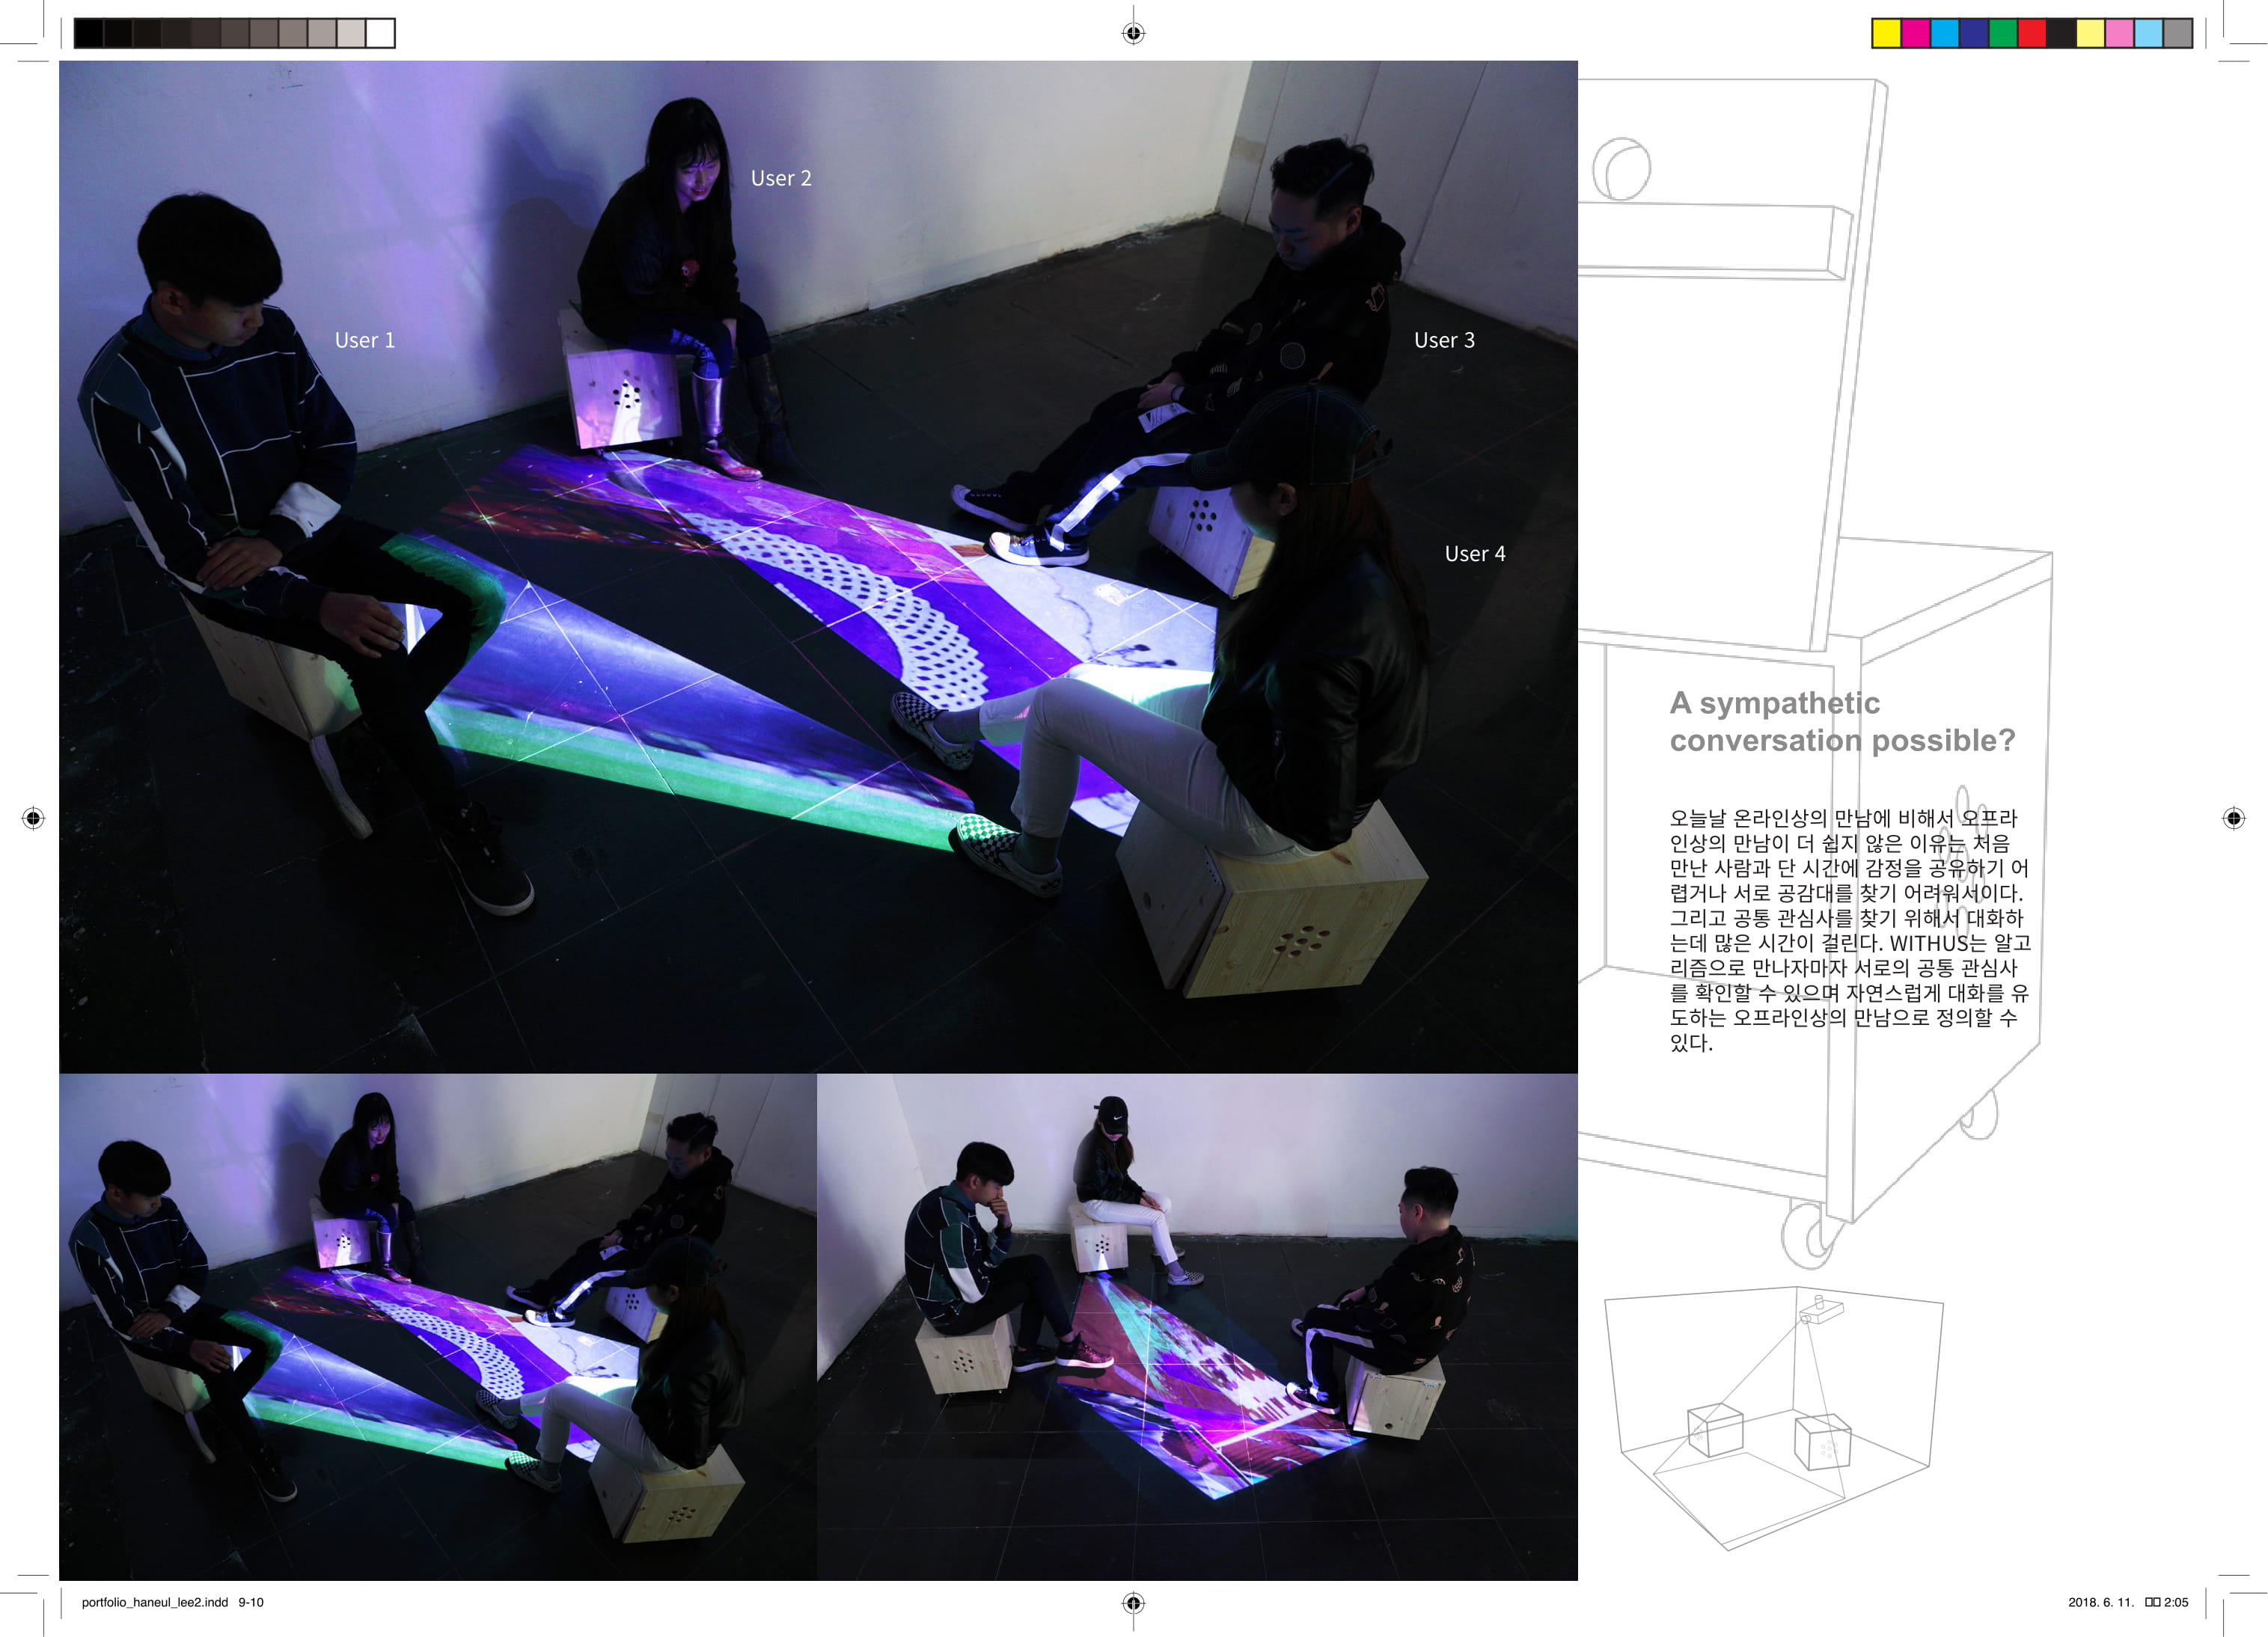 User 2
User 1
User 3
User 4
A sympathetic
conversation possible?
오늘날 온라인상의 만남에 비해서 오프라
인상의 만남이 더 쉽지 않은 이유는 처음
만난 사람과 단 시간에 감정을 공유하기 어
렵거나 서로 공감대를 찾기 어려워서이다.
그리고 공통 관심사를 찾기 위해서 대화하
는데 많은 시간이 걸린다. WITHUS는 알고
리즘으로 만나자마자 서로의 공통 관심사
를 확인할 수 있으며 자연스럽게 대화를 유
도하는 오프라인상의 만남으로 정의할 수
있다.
portfolio_haneul_lee2.indd 9-10
2018. 6. 11. 2:05